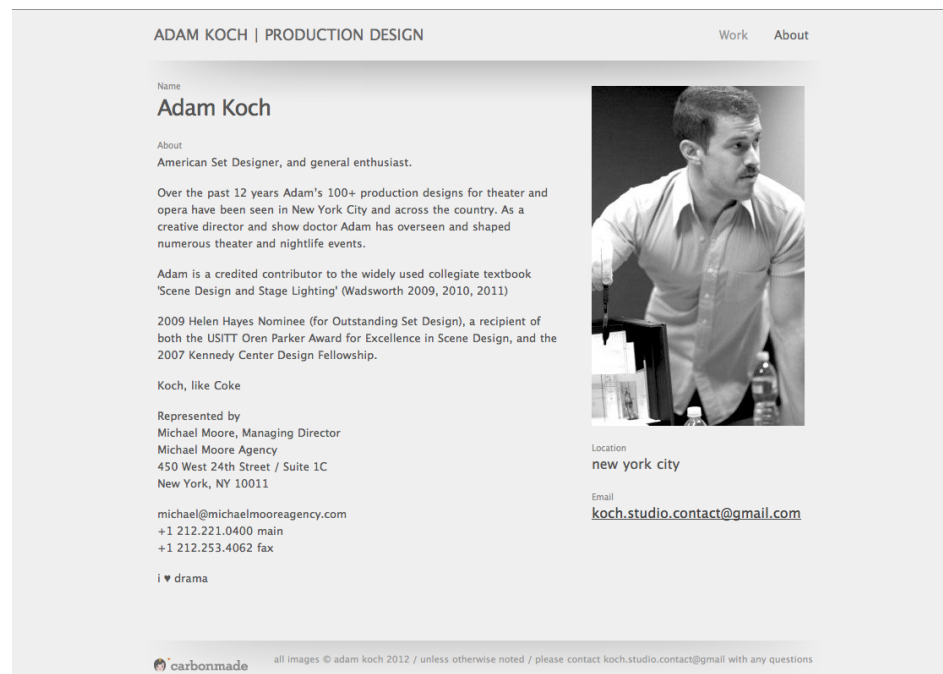 ADAM KOCH | PRODUCTION DESIGN
Work About
Name
Adam Koch
About
American Set Designer, and general enthusiast.
Over the past 12 years Adam's 100+ production designs for theater and
opera have been seen in New York City and across the country. As a
creative director and show doctor Adam has overseen and shaped
numerous theater and nightlife events.
Adam is a credited contributor to the widely used collegiate textbook
'Scene Design and Stage Lighting' (Wadsworth 2009, 2010, 2011)
2009 Helen Hayes Nominee (for Outstanding Set Design), a recipient of
both the USITT Oren Parker Award for Excellence in Scene Design, and the
2007 Kennedy Center Design Fellowship.
Koch, like Coke
Represented by
Michael Moore, Managing Director
Michael Moore Agency
450 West 24th Street / Suite 1C
New York, NY 10011
michael@michaelmooreagency.com
+1 212.221.0400 main
+1 212.253.4062 fax
i ♥ drama
Location
new york city
Email
koch.studio.contact@gmail.com
carbonmade
all images © adam koch 2012 / unless otherwise noted / please contact koch.studio.contact@gmail with any questions